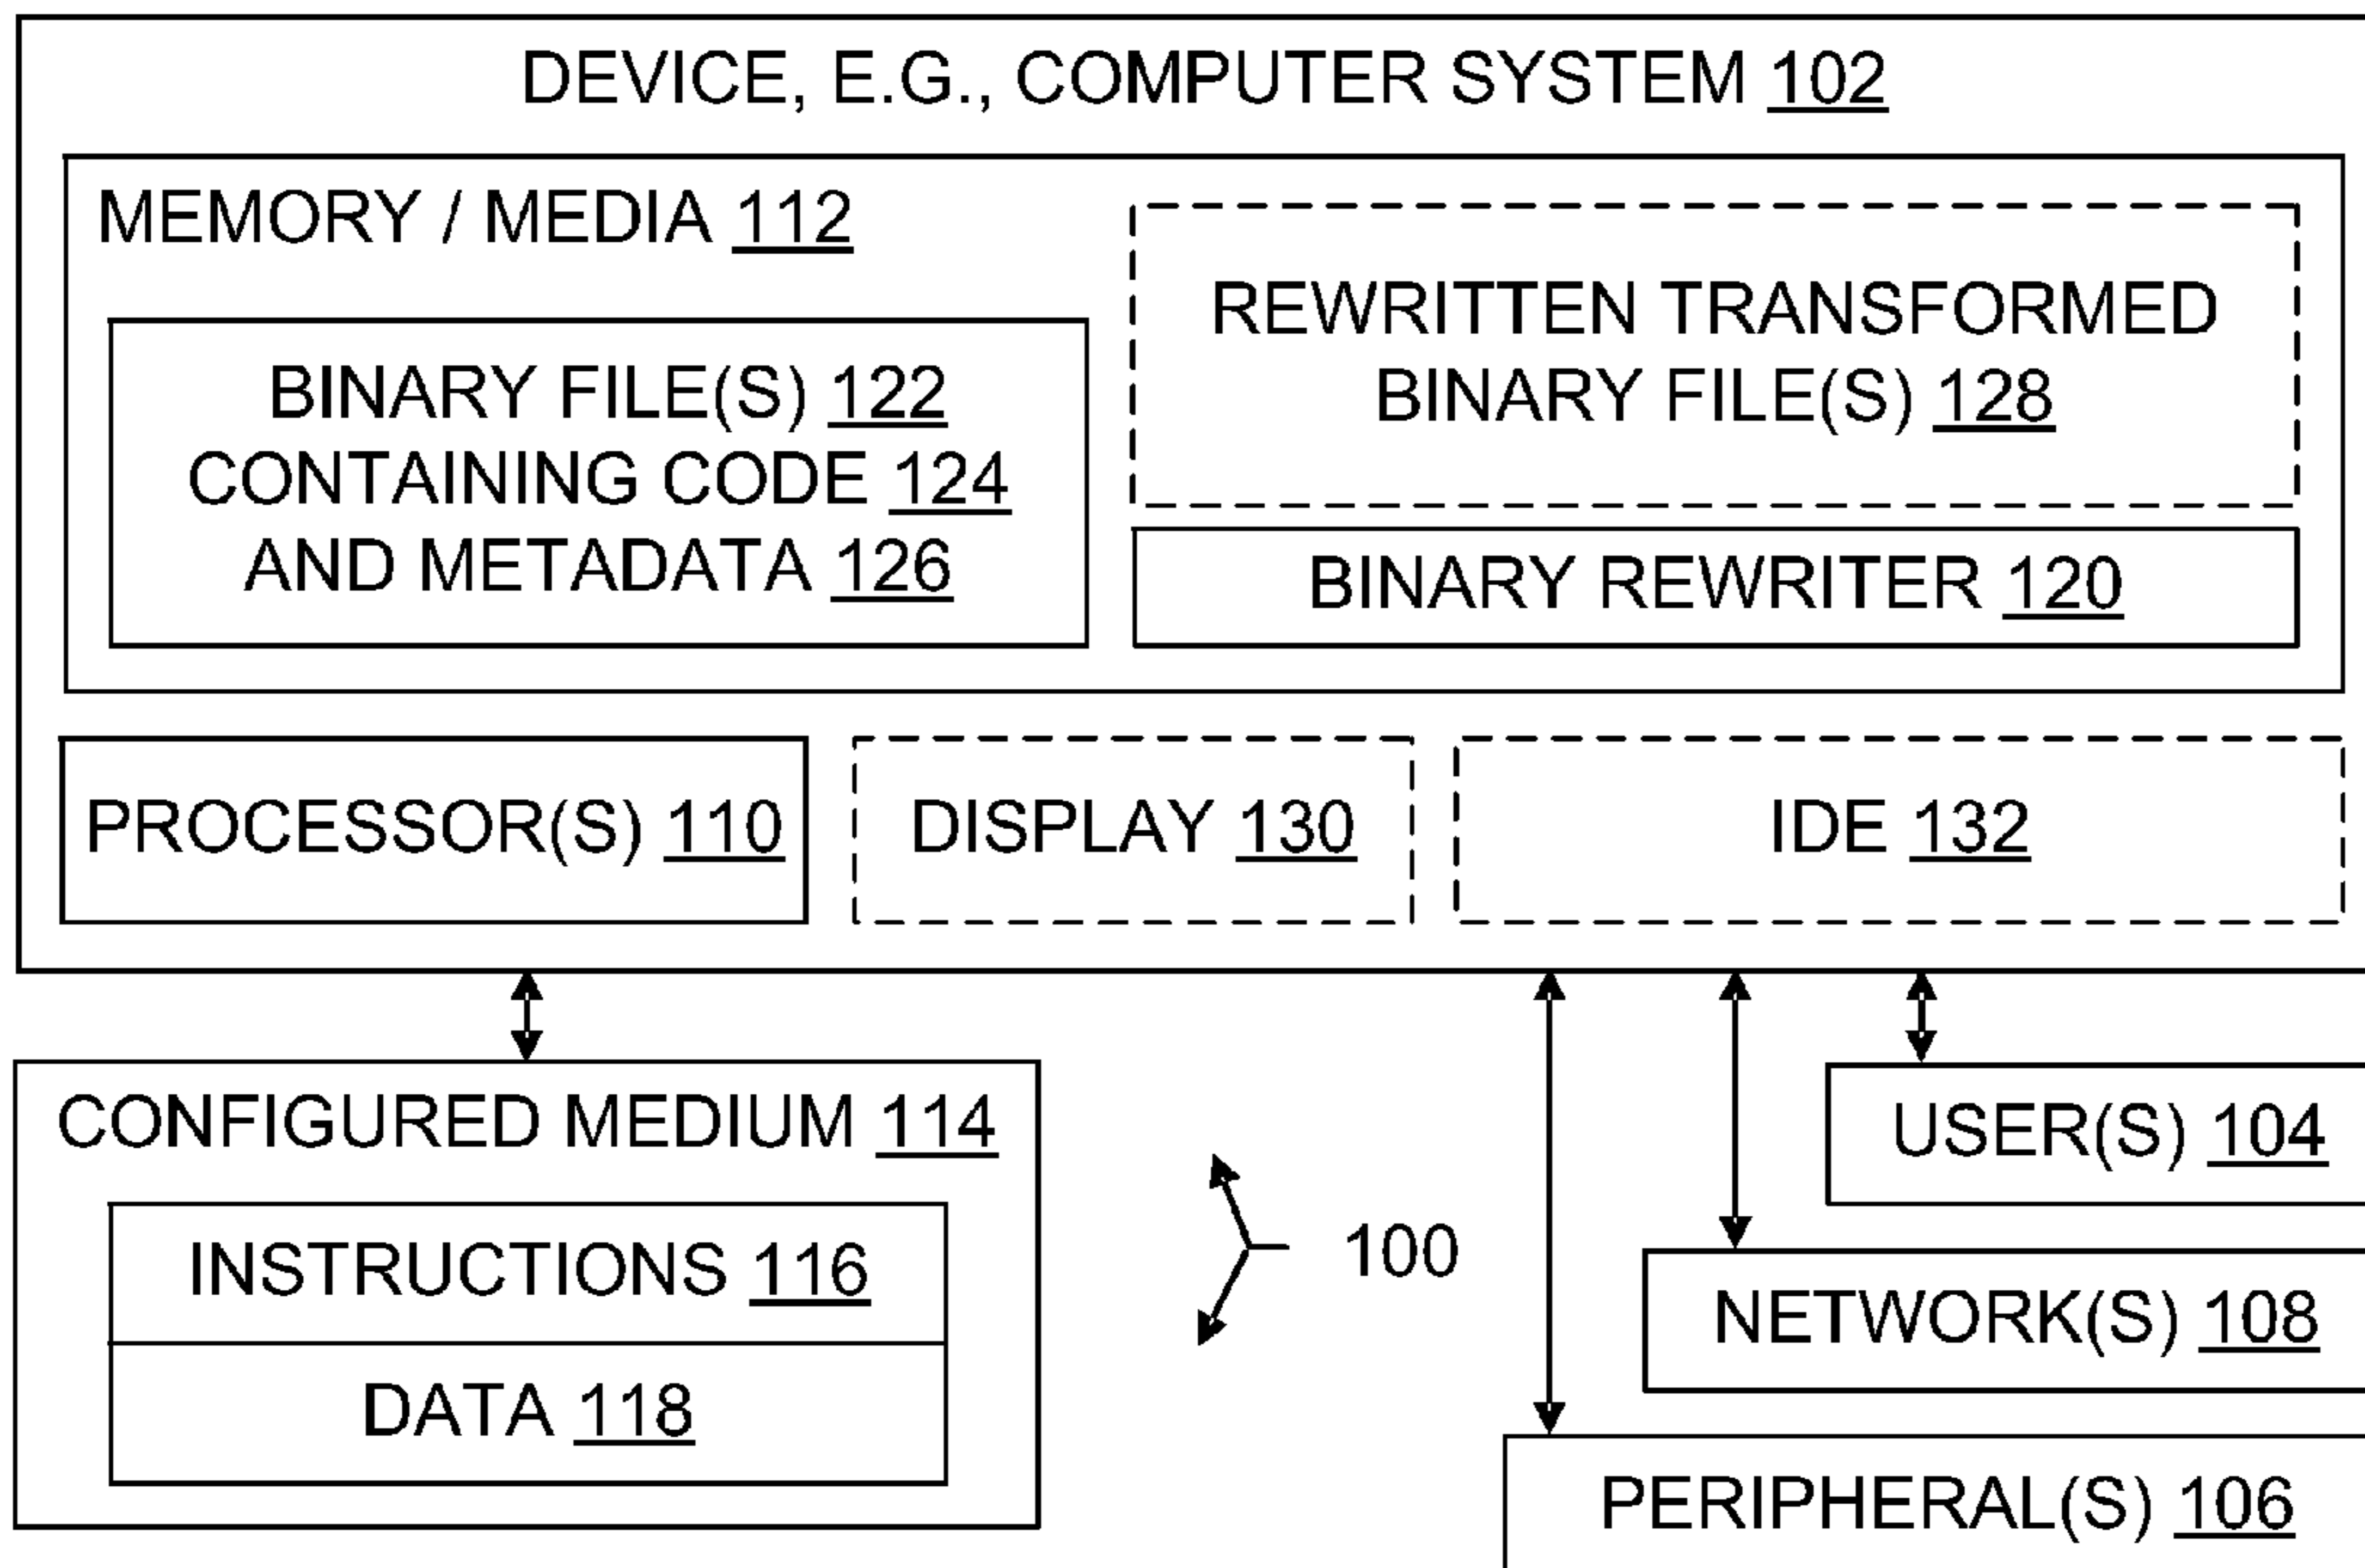 DEVICE, E.G., COMPUTER SYSTEM 102
MEMORY / MEDIA 112
BINARY FILE(S) 122
CONTAINING CODE 124
AND METADATA 126
REWRITTEN TRANSFORMED
BINARY FILE(S) 128
BINARY REWRITER 120
PROCESSOR(S) 110
DISPLAY 130
IDE 132
CONFIGURED MEDIUM 114
INSTRUCTIONS 116
DATA 118
100
USER(S) 104
NETWORK(S) 108
PERIPHERAL(S) 106